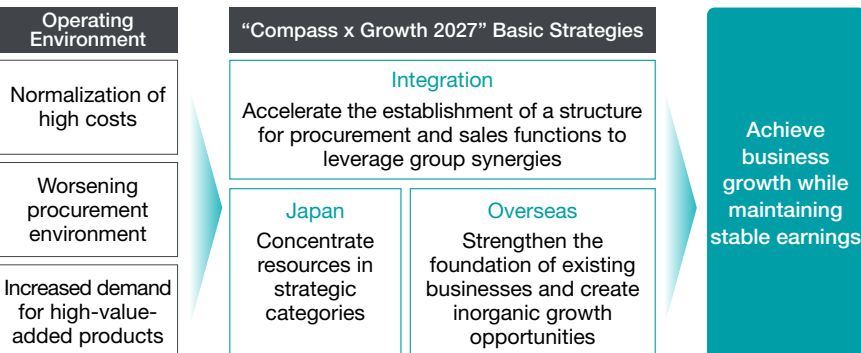 Operating
Environment
Normalization of
high costs
Worsening
procurement
environment
Increased demand
for high-value-
added products
“Compass x Growth 2027” Basic Strategies
Integration
Accelerate the establishment of a structure
for procurement and sales functions to
leverage group synergies
Japan
Concentrate
resources in
strategic
categories
Overseas
Strengthen the
foundation of existing
businesses and create
inorganic growth
opportunities
Achieve
business
growth while
maintaining
stable earnings